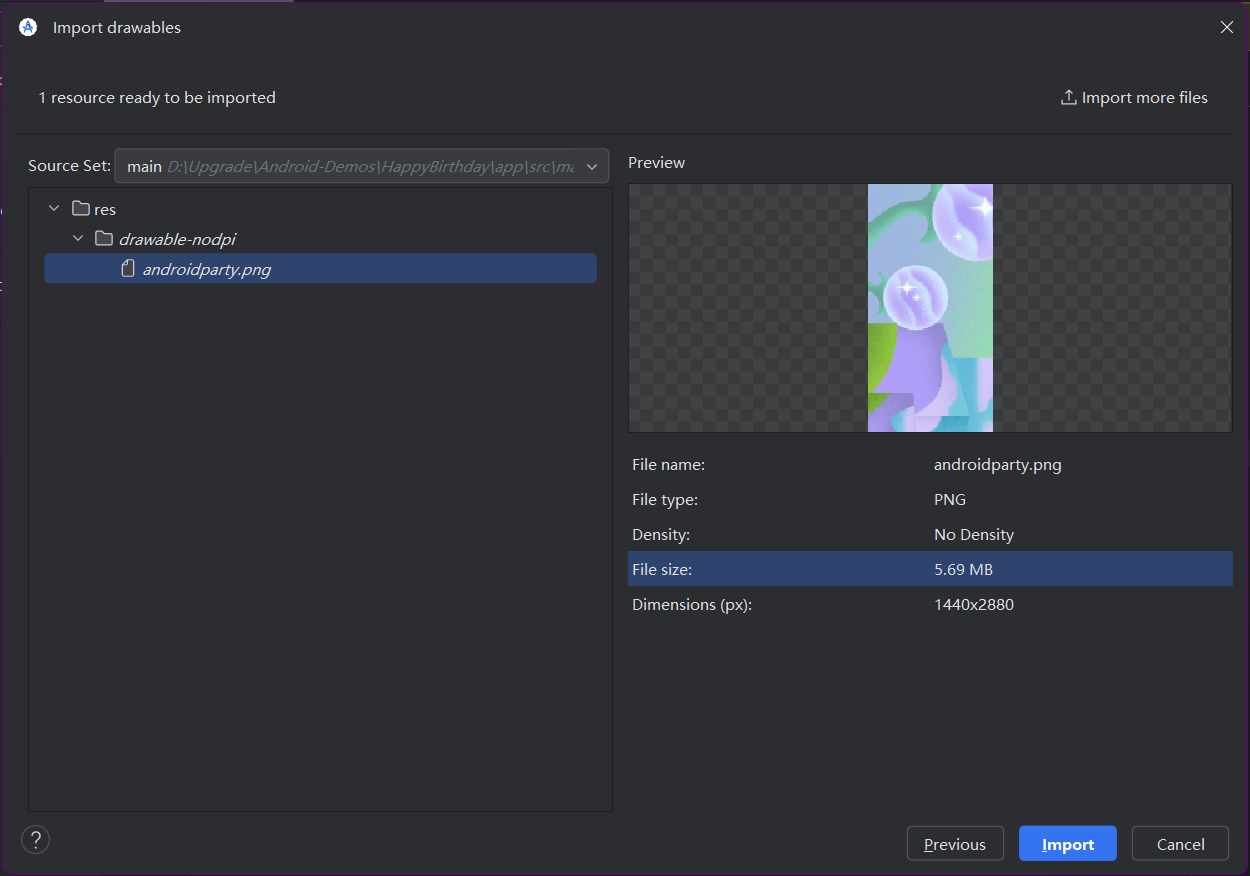 Import drawables
1 resource ready to be imported
Import more files
Source Set: main D:\Upgrade\Android-Demos\HappyBirthday\app\src\ma
Preview
res
drawable-nodpi
androidparty.png
File name: androidparty.png
File type: PNG
Density: No Density
File size: 5.69 MB
Dimensions (px): 1440x2880
?
Previous
Import
Cancel